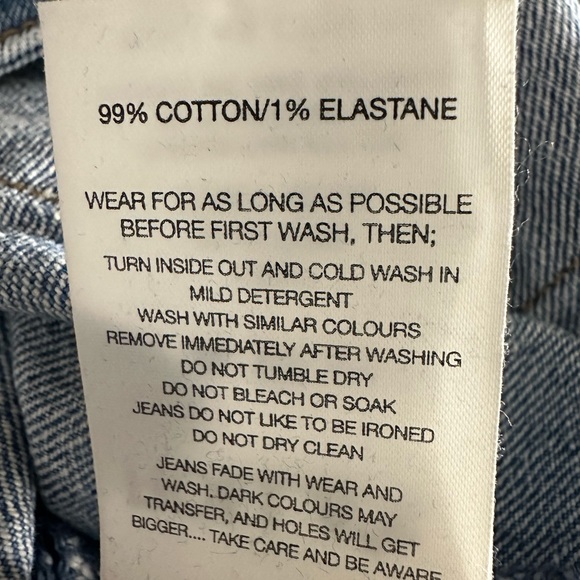 99% COTTON/1% ELASTANE
WEAR FOR AS LONG AS POSSIBLE
BEFORE FIRST WASH, THEN;
TURN INSIDE OUT AND COLD WASH IN
MILD DETERGENT
WASH WITH SIMILAR COLOURS
REMOVE IMMEDIATELY AFTER WASHING
DO NOT TUMBLE DRY
DO NOT BLEACH OR SOAK
JEANS DO NOT LIKE TO BE IRONED
DO NOT DRY CLEAN
JEANS FADE WITH WEAR AND
WASH. DARK COLOURS MAY
TRANSFER, AND HOLES WILL GET
BIGGER.... TAKE CARE AND BE AWARE